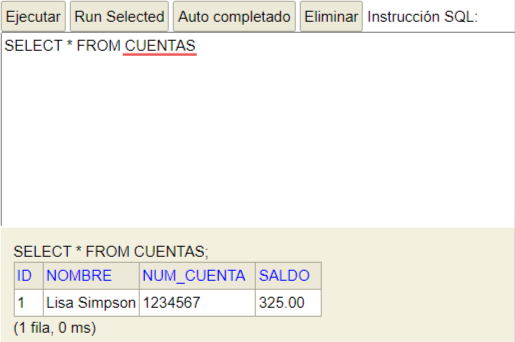 Ejecutar Run Selected Auto completado Eliminar Instrucción SQL:
SELECT * FROM CUENTAS
SELECT * FROM CUENTAS;
ID NOMBRE NUM_CUENTA SALDO
1 Lisa Simpson 1234567 325.00
(1 fila, 0 ms)